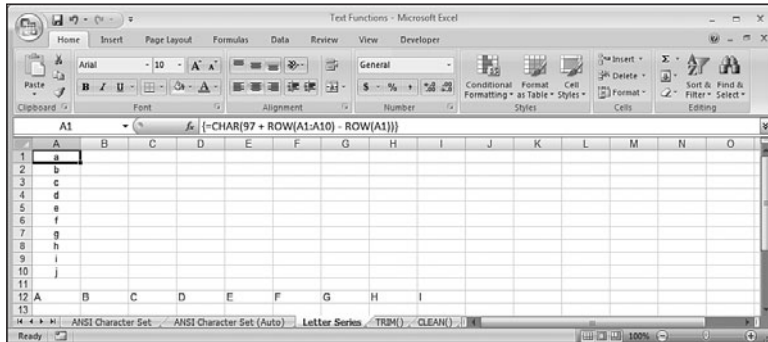 Text Functions - Microsoft Excel
Home Insert Page Layout Formulas Data Review View Developer
Paste
Clipboard
Arial 10 A A
B I U A
Font
Alignment
General
$ % ,
Number
Conditional Formatting Format as Table Cell Styles
Styles
Insert
Delete
Format
Cells
Σ
Sort & Filter Find & Select
Editing
A1 fx {=CHAR(97 + ROW(A1:A10) - ROW(A1))}
A B C D E F G H I J K L M N O
1 a
2 b
3 c
4 d
5 e
6 f
7 g
8 h
9 i
10 j
11
12 A B C D E F G H I
13
ANSI Character Set ANSI Character Set (Auto) Letter Series TRIM() CLEAN()
Ready 100%